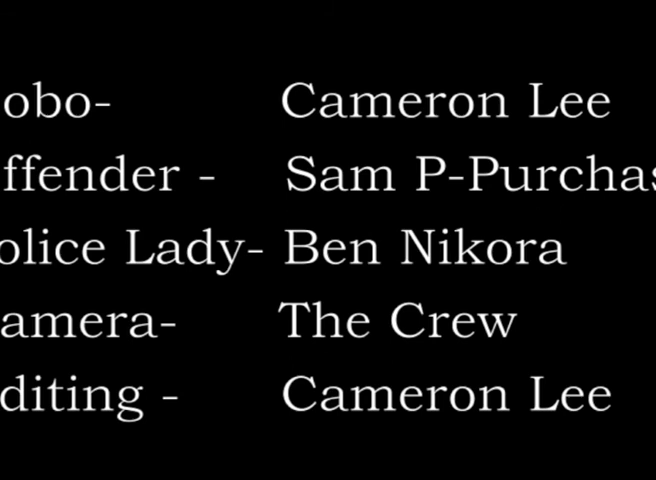 obo- Cameron Lee
ffender - Sam P-Purchas
olice Lady- Ben Nikora
amera- The Crew
diting - Cameron Lee